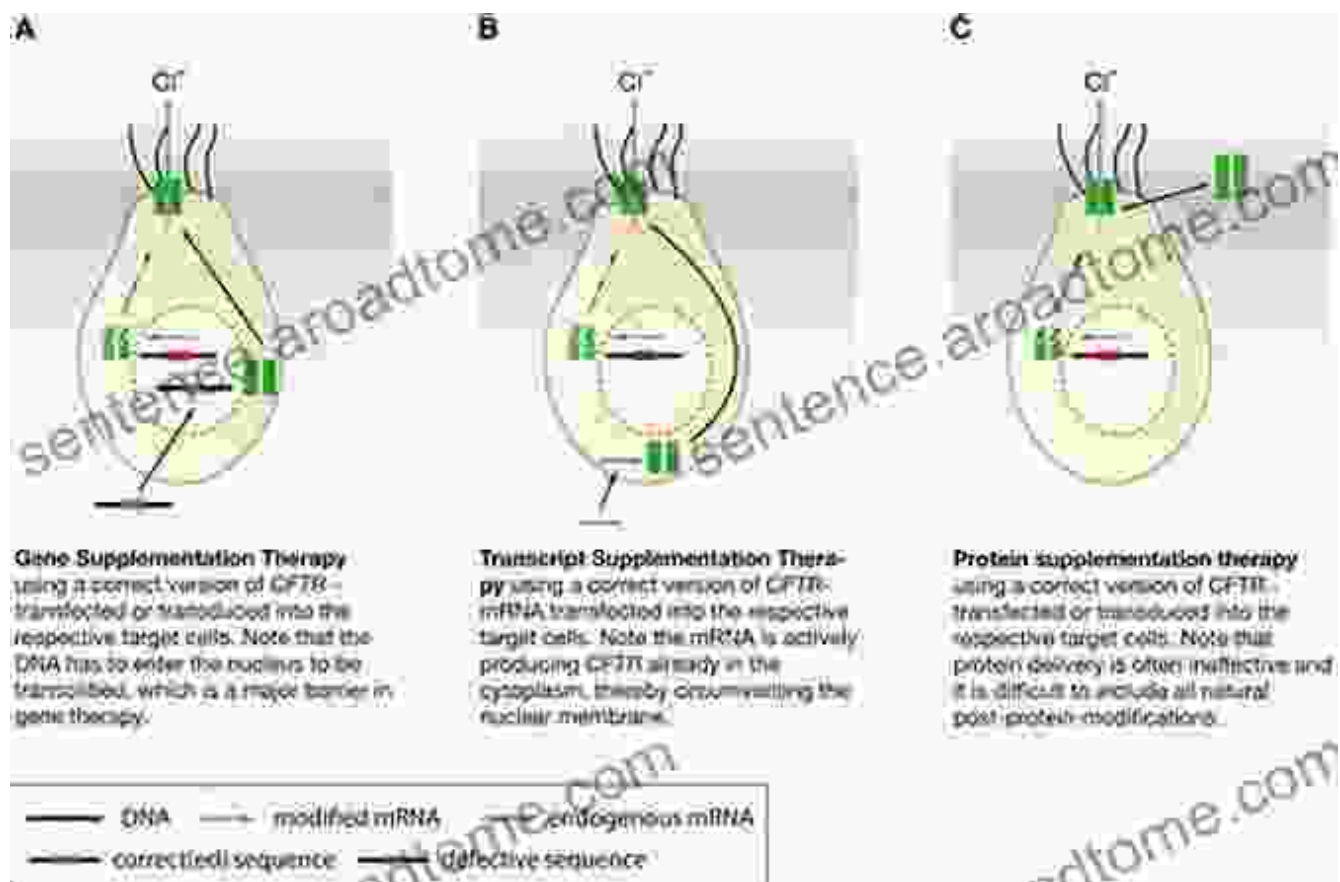 A
B
C
Cl⁻
Cl⁻
Cl⁻
Gene Supplementation Therapy
using a correct version of CFTR –
transfected or transduced into the
respective target cells. Note that the
DNA has to enter the nucleus to be
transcribed, which is a major barrier in
gene therapy.
Transcript Supplementation Thera-
py using a correct version of CFTR-
mRNA transfected into the respective
target cells. Note the mRNA is actively
producing CFTR already in the
cytoplasm, thereby circumventing the
nuclear membrane.
Protein supplementation therapy
using a correct version of CFTR-
transfected or transduced into the
respective target cells. Note that
protein delivery is often ineffective and
it is difficult to include all natural
post-protein-modifications.
DNA
modified mRNA
endogenous mRNA
correct(ed) sequence
defective sequence
sentence.aroadtome.com
sentence.aroadtome.com
adtome.com
adtome.com